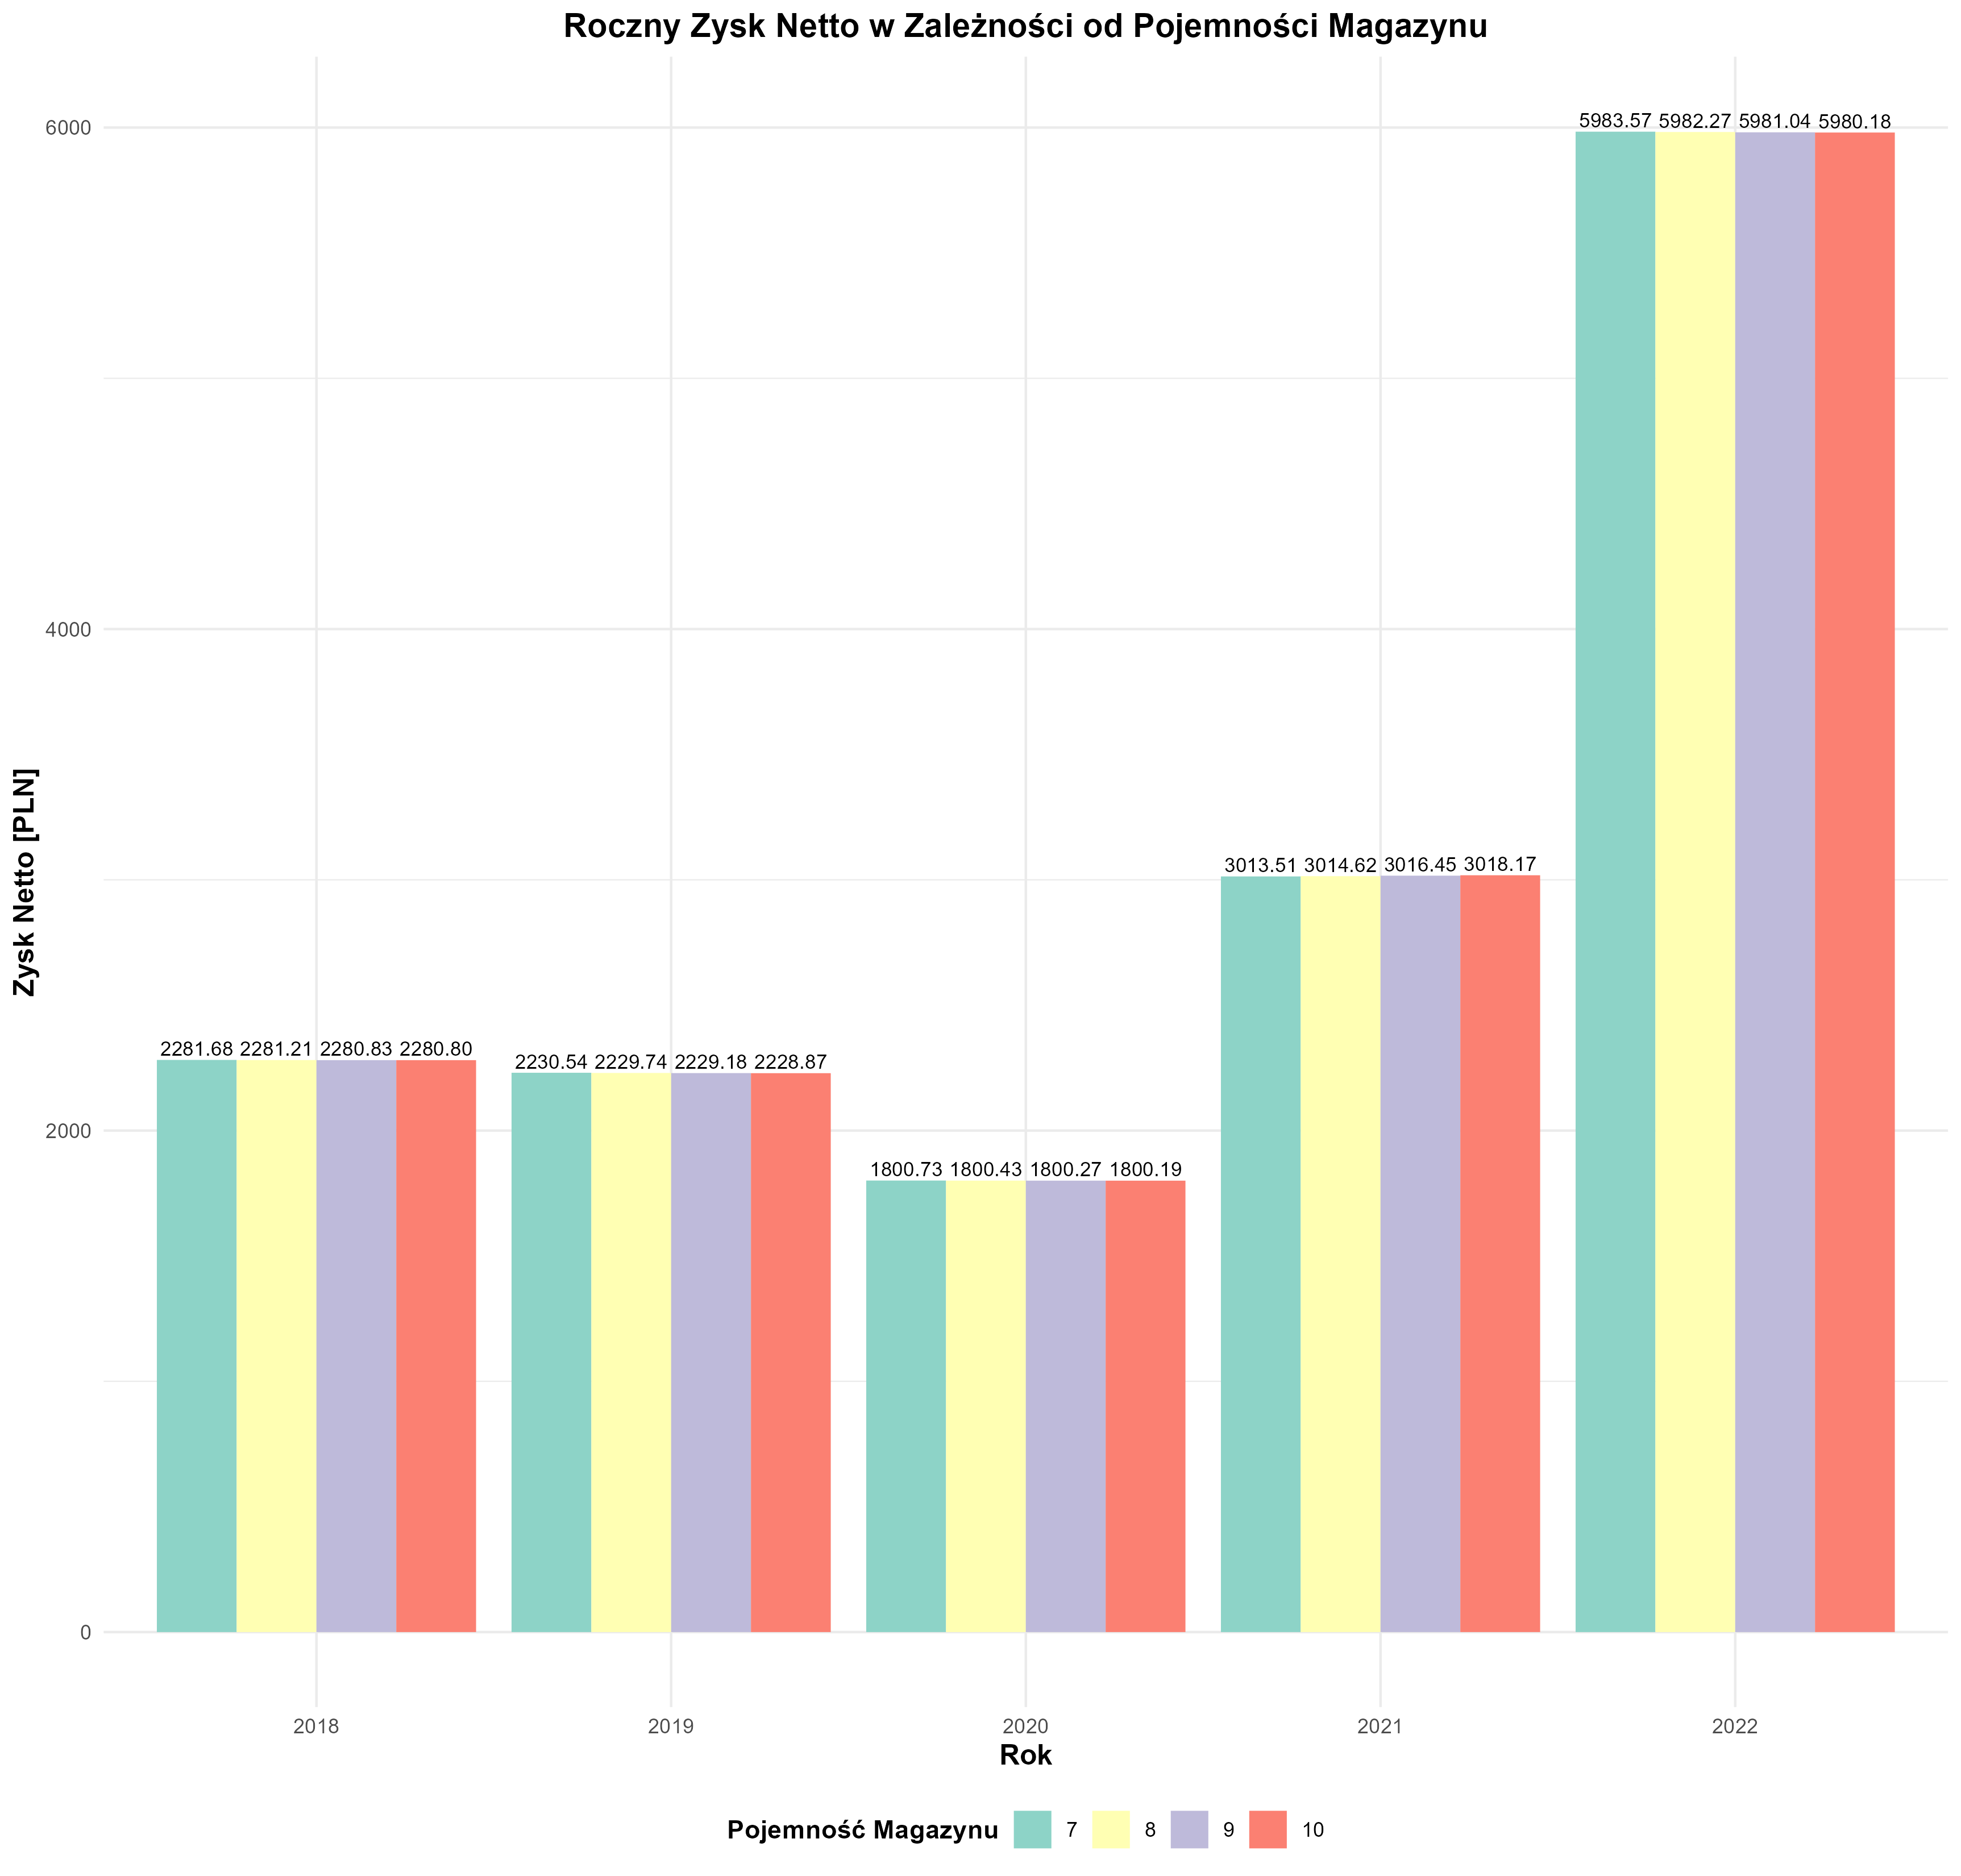 Roczny Zysk Netto w Zależności od Pojemności Magazynu
Zysk Netto [PLN]
6000
4000
2000
0
2281.68 2281.21 2280.83 2280.80
2230.54 2229.74 2229.18 2228.87
1800.73 1800.43 1800.27 1800.19
3013.51 3014.62 3016.45 3018.17
5983.57 5982.27 5981.04 5980.18
2018 2019 2020 2021 2022
Rok
Pojemność Magazynu 7 8 9 10